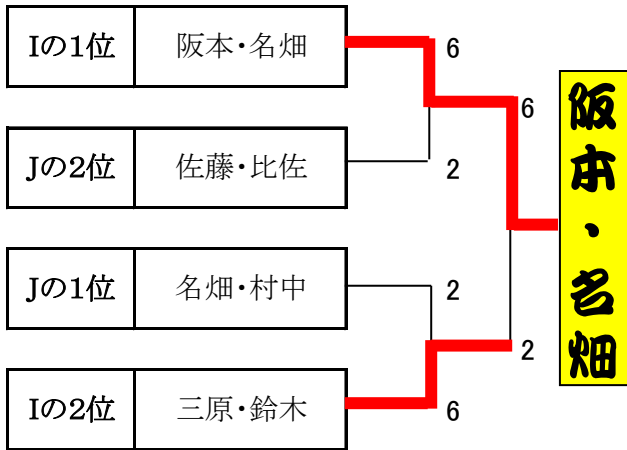 Iの1位 阪本・名畑 6
Jの2位 佐藤・比佐 2
Jの1位 名畑・村中 2
Iの2位 三原・鈴木 6
6
2
阪本・名畑